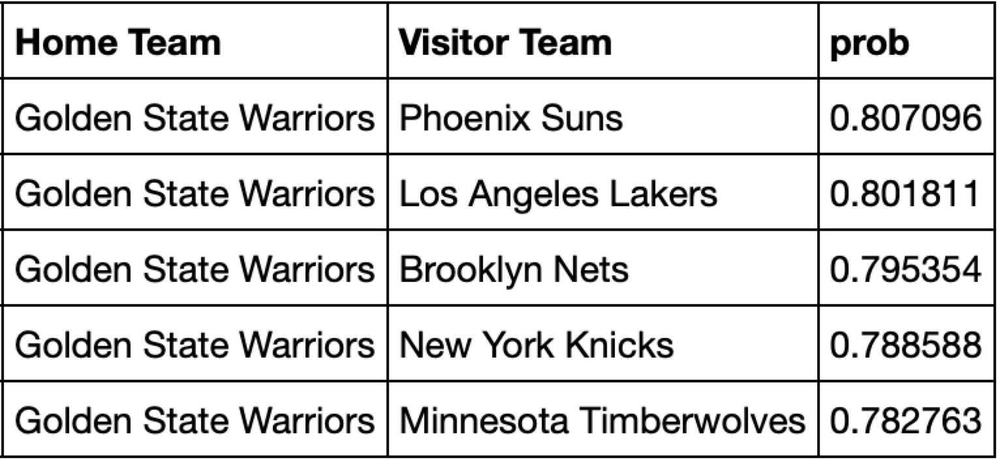 Home Team Visitor Team prob
Golden State Warriors Phoenix Suns 0.807096
Golden State Warriors Los Angeles Lakers 0.801811
Golden State Warriors Brooklyn Nets 0.795354
Golden State Warriors New York Knicks 0.788588
Golden State Warriors Minnesota Timberwolves 0.782763